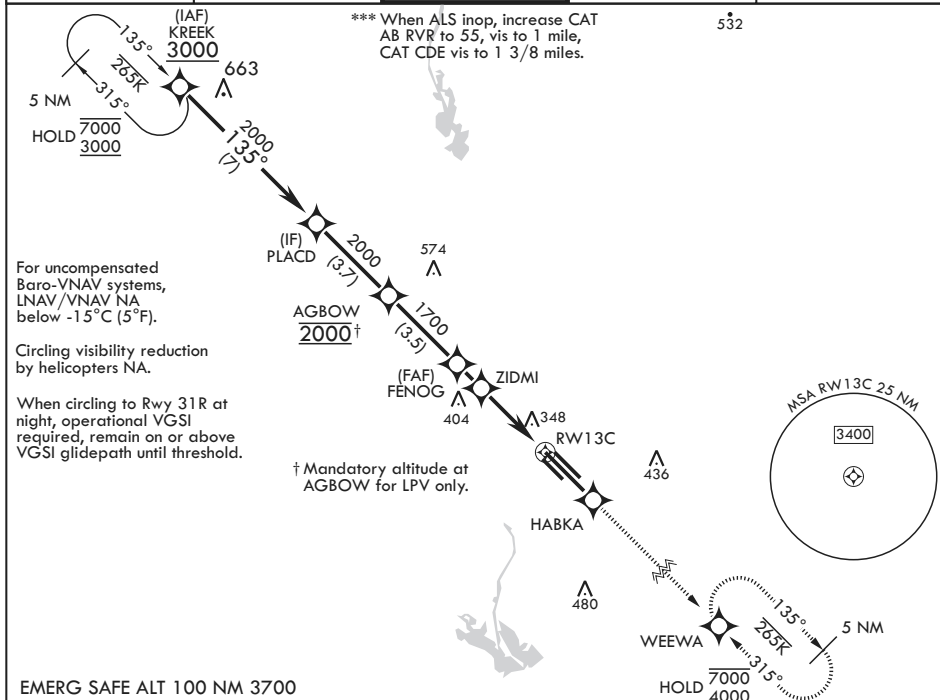 (IAF)
KREEK
3000
135°
265K
315°
5 NM
HOLD 7000
3000
663
*** When ALS inop, increase CAT
AB RVR to 55, vis to 1 mile,
CAT CDE vis to 1 3/8 miles.
532
2000
135°
(7)
(IF)
PLACD
2000
(3.7)
574
AGBOW
2000†
1700
(3.5)
(FAF)
FENOG
ZIDMI
404
348
RW13C
436
HABKA
For uncompensated
Baro-VNAV systems,
LNAV/VNAV NA
below -15°C (5°F).
Circling visibility reduction
by helicopters NA.
When circling to Rwy 31R at
night, operational VGSI
required, remain on or above
VGSI glidepath until threshold.
† Mandatory altitude at
AGBOW for LPV only.
MSA RW13C 25 NM
3400
480
WEEWA
135°
265K
315°
5 NM
HOLD 7000
4000
EMERG SAFE ALT 100 NM 3700